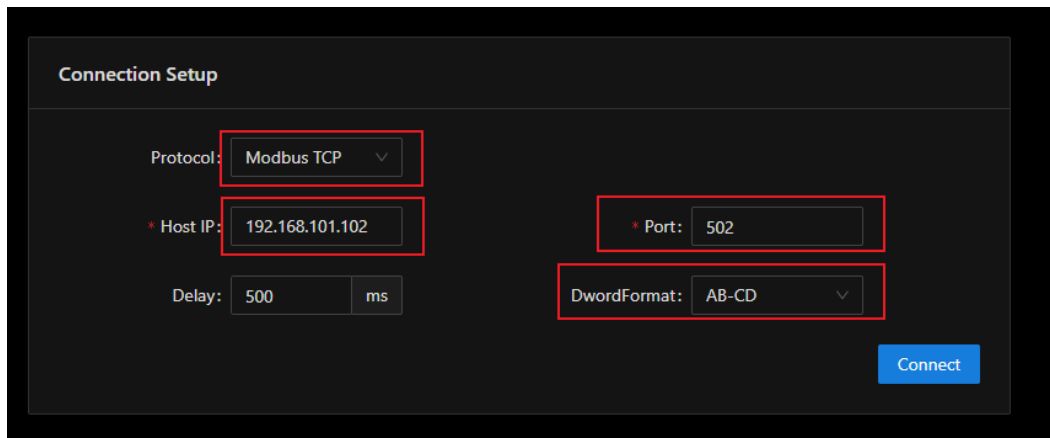 Connection Setup
Protocol: Modbus TCP
* Host IP: 192.168.101.102
* Port: 502
Delay: 500 ms
DwordFormat: AB-CD
Connect